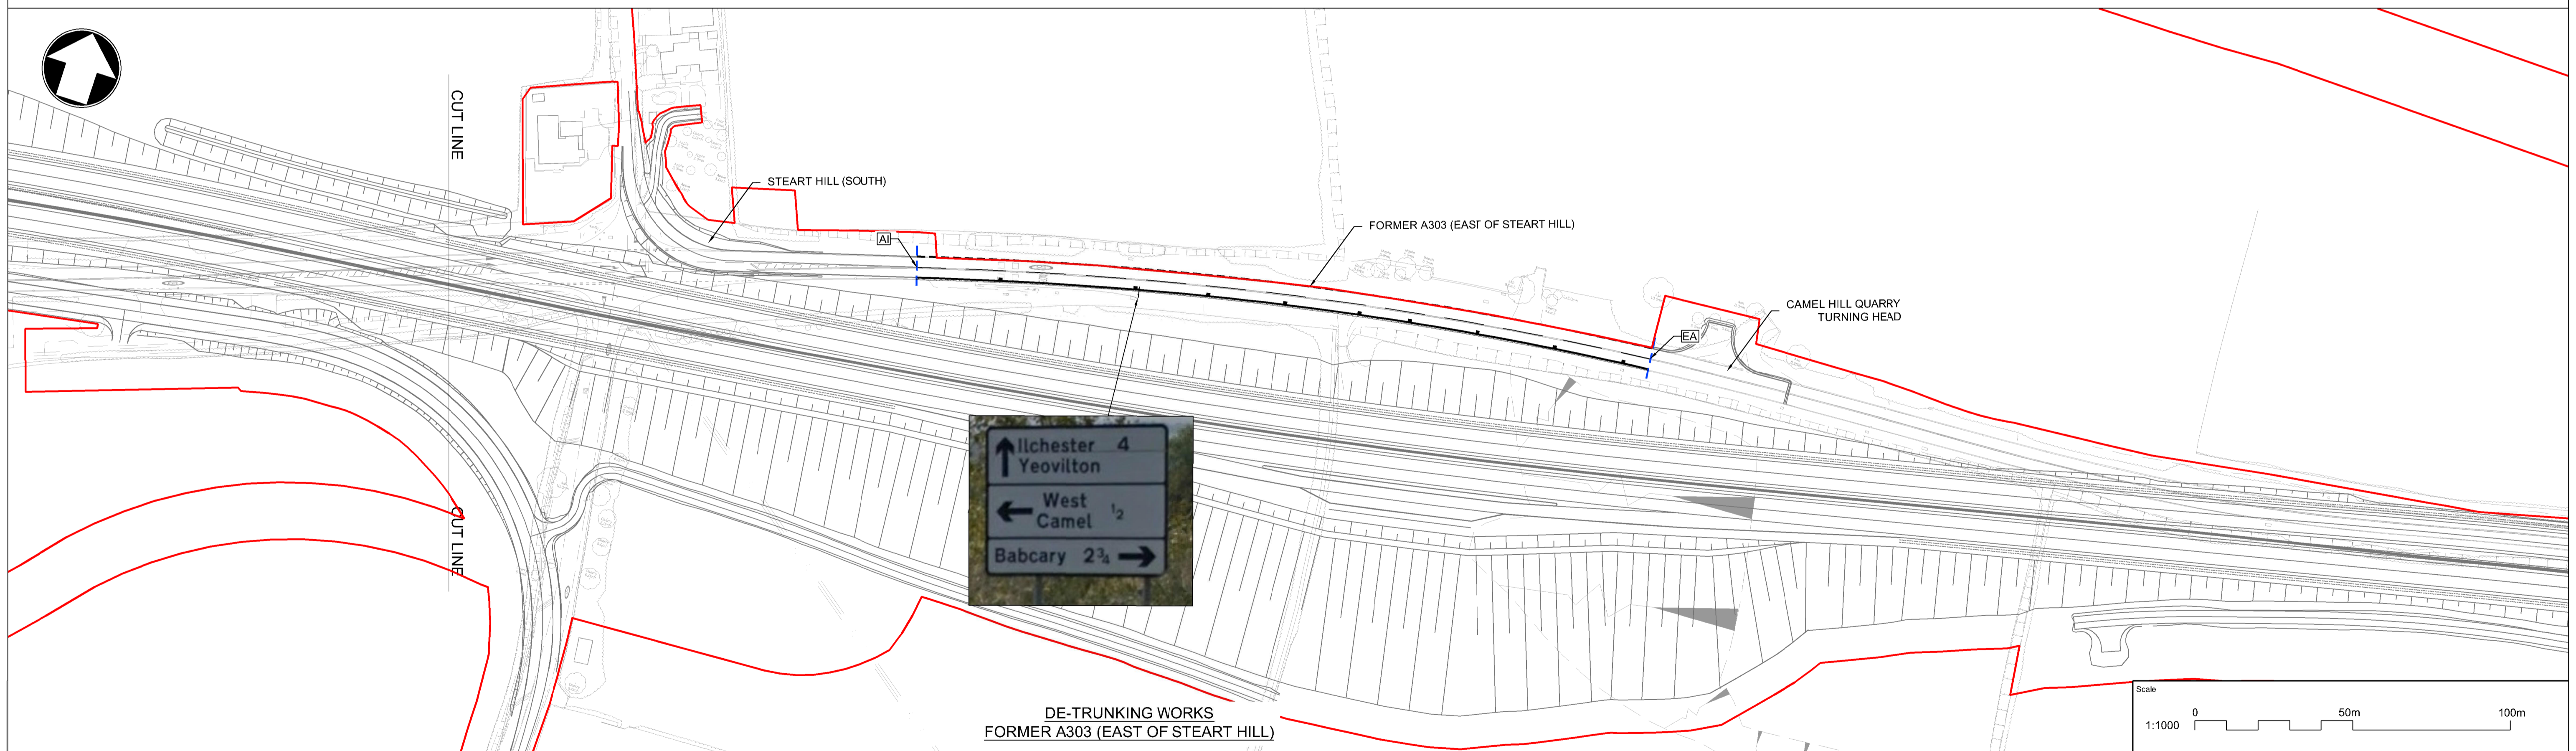 CUT LINE
STEART HILL (SOUTH)
AI
FORMER A303 (EAST OF STEART HILL)
CAMEL HILL QUARRY
TURNING HEAD
EA
CUT LINE
Ilchester 4
Yeovilton
West
Camel ½
Babcary 2¾
DE-TRUNKING WORKS
FORMER A303 (EAST OF STEART HILL)
Scale
1:1000
0 50m 100m